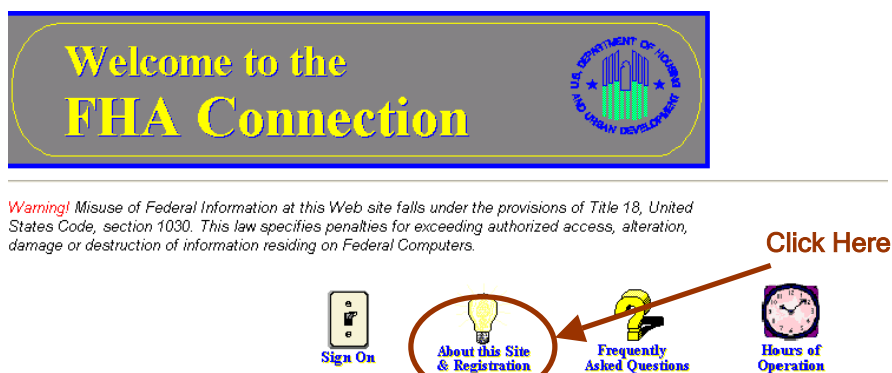 Welcome to the
FHA Connection
U.S. DEPARTMENT OF HOUSING
AND URBAN DEVELOPMENT
Warning! Misuse of Federal Information at this Web site falls under the provisions of Title 18, United
States Code, section 1030. This law specifies penalties for exceeding authorized access, alteration,
damage or destruction of information residing on Federal Computers.
Click Here
Sign On
About this Site
& Registration
Frequently
Asked Questions
Hours of
Operation